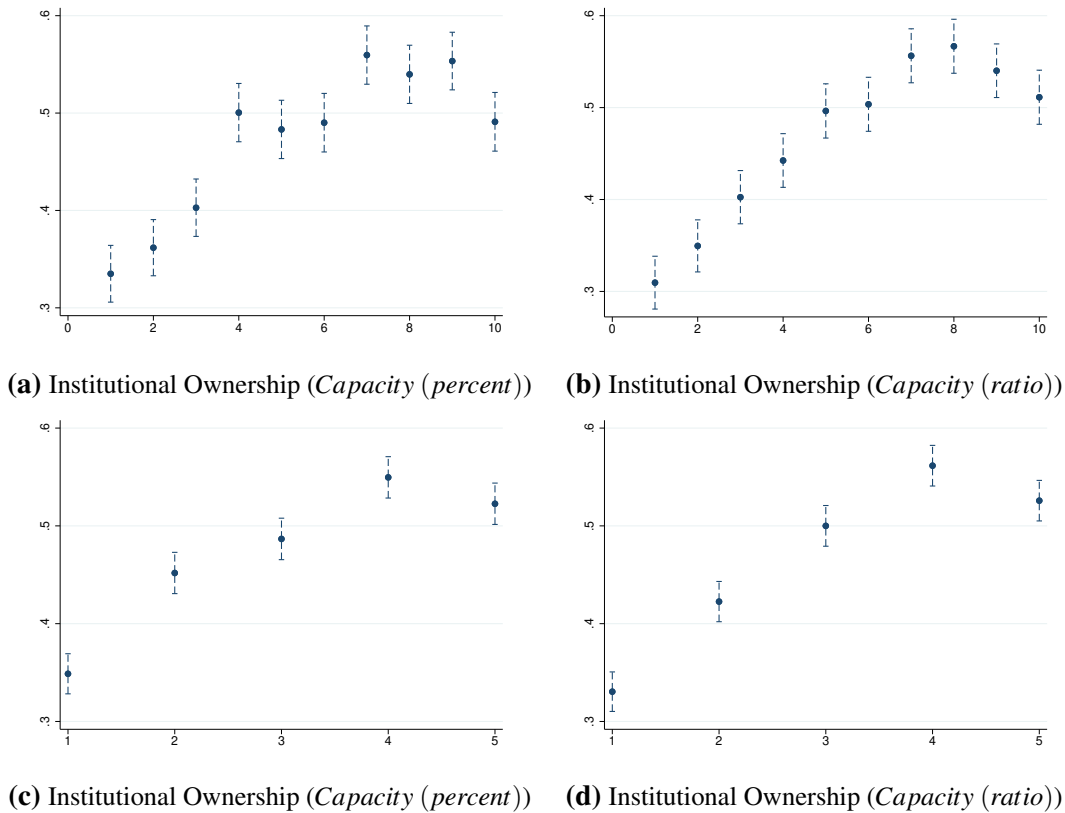 .6
.5
.4
.3
0 2 4 6 8 10
(a) Institutional Ownership (Capacity (percent))
.6
.5
.4
.3
0 2 4 6 8 10
(b) Institutional Ownership (Capacity (ratio))
.6
.5
.4
.3
1 2 3 4 5
(c) Institutional Ownership (Capacity (percent))
.6
.5
.4
.3
1 2 3 4 5
(d) Institutional Ownership (Capacity (ratio))